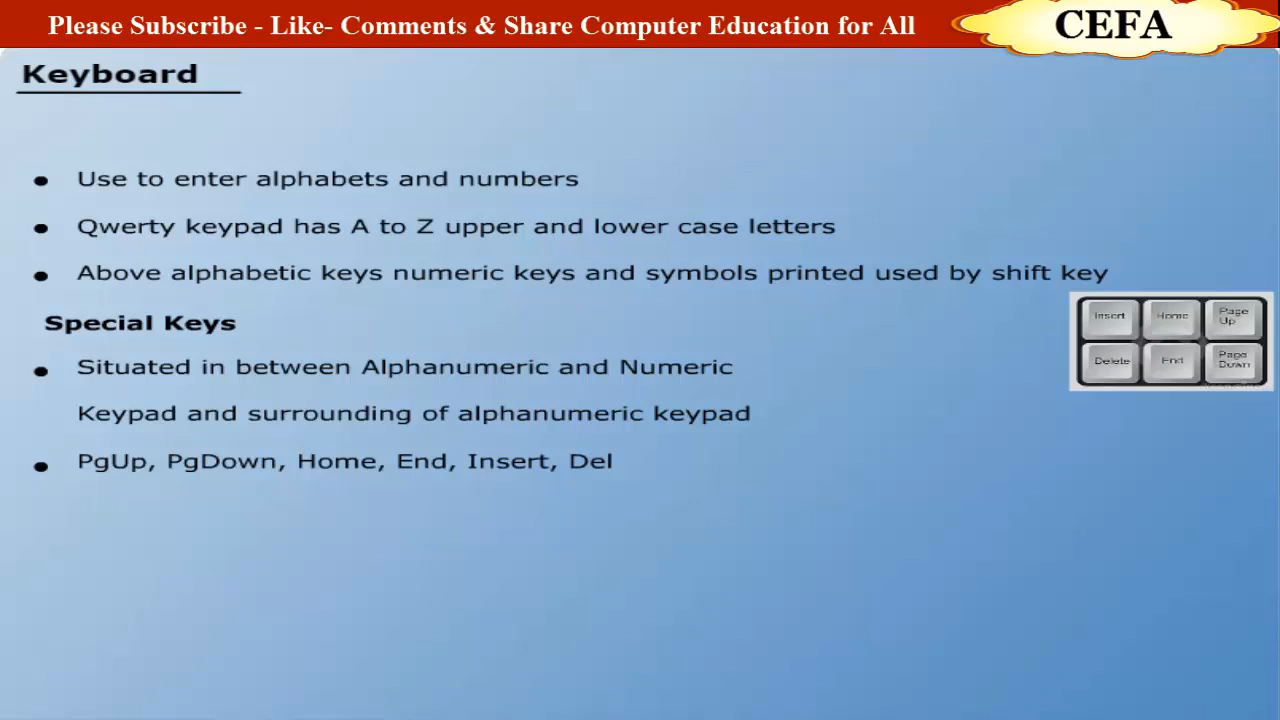 Please Subscribe - Like- Comments & Share Computer Education for All
CEFA
Keyboard
Use to enter alphabets and numbers
Qwerty keypad has A to Z upper and lower case letters
Above alphabetic keys numeric keys and symbols printed used by shift key
Special Keys
Situated in between Alphanumeric and Numeric
Keypad and surrounding of alphanumeric keypad
PgUp, PgDown, Home, End, Insert, Del
Insert Home Page Up
Delete End Page Down